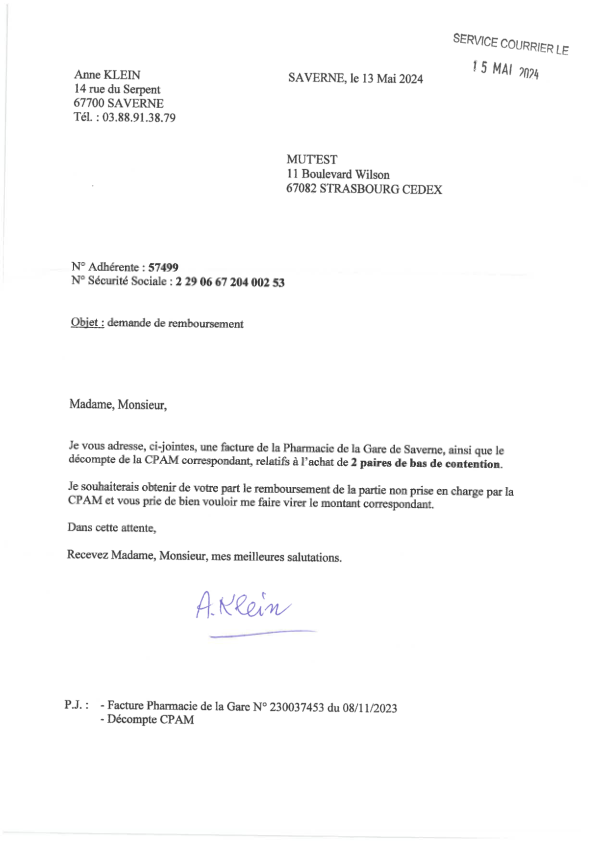 SERVICE COURRIER LE
15 MAI 2024
Anne KLEIN
14 rue du Serpent
67700 SAVERNE
Tél. : 03.88.91.38.79
SAVERNE, le 13 Mai 2024
MUT'EST
11 Boulevard Wilson
67082 STRASBOURG CEDEX
N° Adhérente : 57499
N° Sécurité Sociale : 2 29 06 67 204 002 53
Objet : demande de remboursement
Madame, Monsieur,
Je vous adresse, ci-jointes, une facture de la Pharmacie de la Gare de Saverne, ainsi que le
décompte de la CPAM correspondant, relatifs à l'achat de 2 paires de bas de contention.
Je souhaiterais obtenir de votre part le remboursement de la partie non prise en charge par la
CPAM et vous prie de bien vouloir me faire virer le montant correspondant.
Dans cette attente,
Recevez Madame, Monsieur, mes meilleures salutations.
A. Klein
P.J. : - Facture Pharmacie de la Gare N° 230037453 du 08/11/2023
- Décompte CPAM